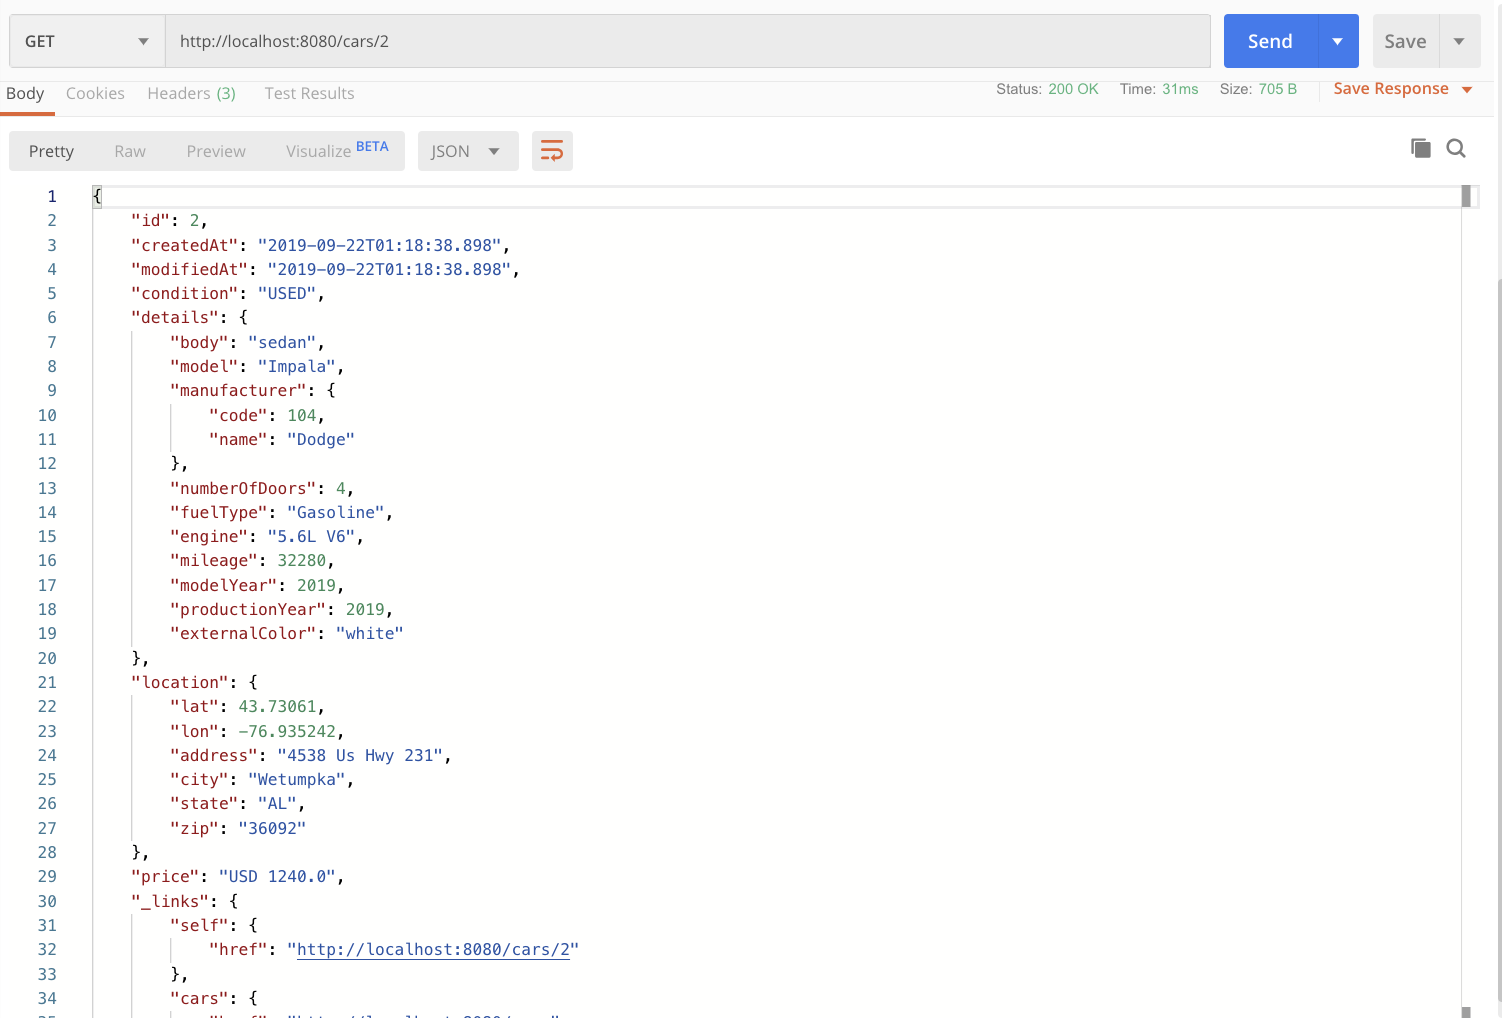 GET http://localhost:8080/cars/2 Send Save
Body Cookies Headers (3) Test Results Status: 200 OK Time: 31ms Size: 705 B Save Response
Pretty Raw Preview Visualize BETA JSON
1 {
2 "id": 2,
3 "createdAt": "2019-09-22T01:18:38.898",
4 "modifiedAt": "2019-09-22T01:18:38.898",
5 "condition": "USED",
6 "details": {
7 "body": "sedan",
8 "model": "Impala",
9 "manufacturer": {
10 "code": 104,
11 "name": "Dodge"
12 },
13 "numberOfDoors": 4,
14 "fuelType": "Gasoline",
15 "engine": "5.6L V6",
16 "mileage": 32280,
17 "modelYear": 2019,
18 "productionYear": 2019,
19 "externalColor": "white"
20 },
21 "location": {
22 "lat": 43.73061,
23 "lon": -76.935242,
24 "address": "4538 Us Hwy 231",
25 "city": "Wetumpka",
26 "state": "AL",
27 "zip": "36092"
28 },
29 "price": "USD 1240.0",
30 "_links": {
31 "self": {
32 "href": "http://localhost:8080/cars/2"
33 },
34 "cars": {